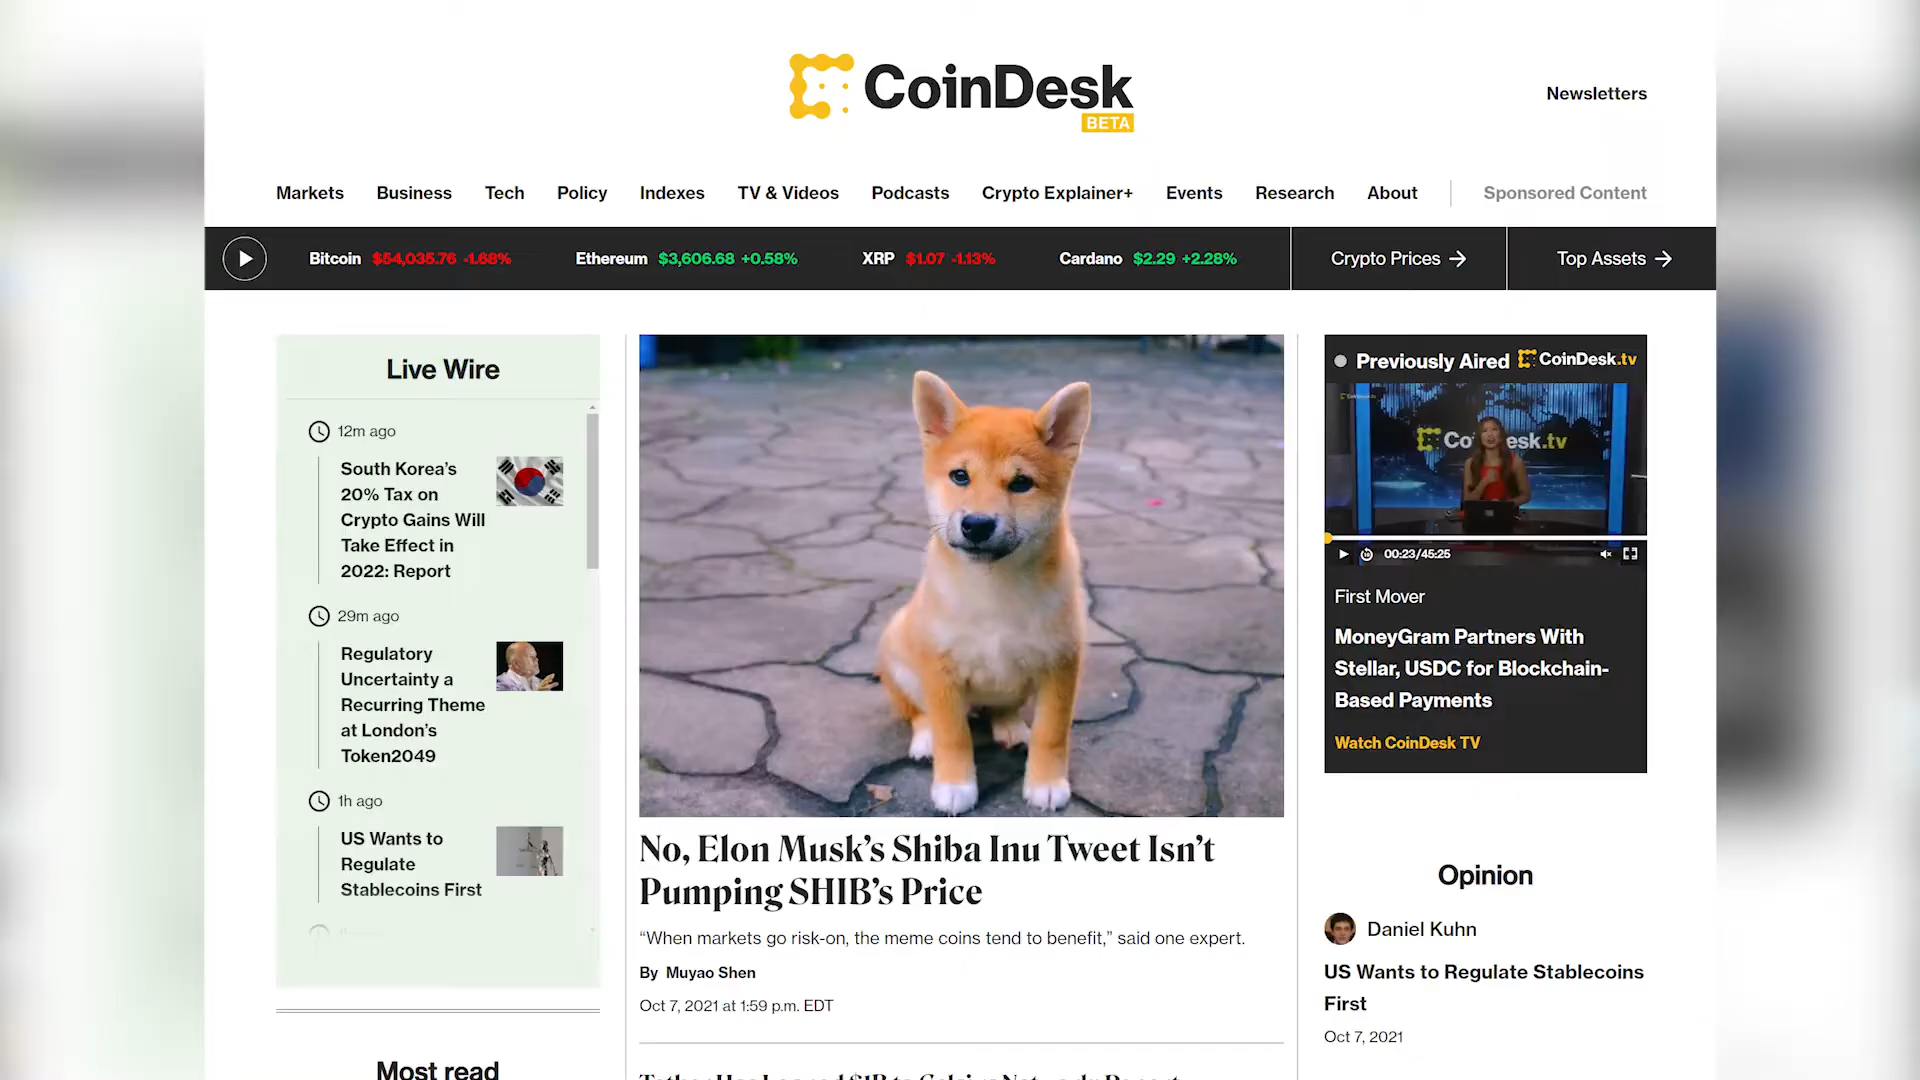 CoinDesk
BETA
Newsletters
Markets Business Tech Policy Indexes TV & Videos Podcasts Crypto Explainer+ Events Research About Sponsored Content
Bitcoin $54,035.76 -1.68% Ethereum $3,606.68 +0.58% XRP $1.07 -1.13% Cardano $2.29 +2.28% Crypto Prices → Top Assets →
Live Wire
12m ago
South Korea’s
20% Tax on
Crypto Gains Will
Take Effect in
2022: Report
29m ago
Regulatory
Uncertainty a
Recurring Theme
at London’s
Token2049
1h ago
US Wants to
Regulate
Stablecoins First
Most read
No, Elon Musk’s Shiba Inu Tweet Isn’t
Pumping SHIB’s Price
“When markets go risk-on, the meme coins tend to benefit,” said one expert.
By Muyao Shen
Oct 7, 2021 at 1:59 p.m. EDT
Previously Aired CoinDesk.tv
00:23/45:25
First Mover
MoneyGram Partners With
Stellar, USDC for Blockchain-
Based Payments
Watch CoinDesk TV
Opinion
Daniel Kuhn
US Wants to Regulate Stablecoins
First
Oct 7, 2021